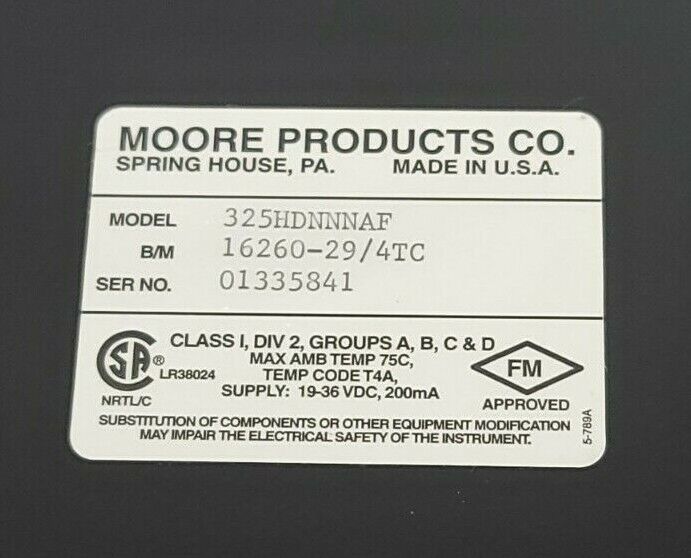 MOORE PRODUCTS CO.
SPRING HOUSE, PA. MADE IN U.S.A.
MODEL 325HDNNNAF
B/M 16260-29/4TC
SER NO. 01335841
CLASS I, DIV 2, GROUPS A, B, C & D
MAX AMB TEMP 75C,
TEMP CODE T4A,
SUPPLY: 19-36 VDC, 200mA
SA ® LR38024
NRTL/C
FM
APPROVED
SUBSTITUTION OF COMPONENTS OR OTHER EQUIPMENT MODIFICATION
MAY IMPAIR THE ELECTRICAL SAFETY OF THE INSTRUMENT.
5-789A